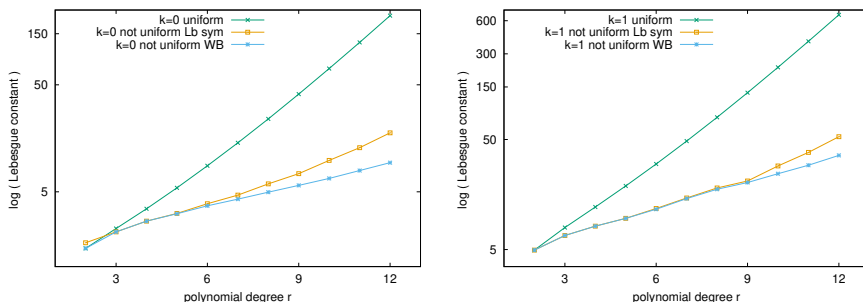 k=0 uniform
k=0 not uniform Lb sym
k=0 not uniform WB
150
50
5
3
6
9
12
log ( Lebesgue constant )
polynomial degree r
k=1 uniform
k=1 not uniform Lb sym
k=1 not uniform WB
600
300
150
50
5
3
6
9
12
log ( Lebesgue constant )
polynomial degree r